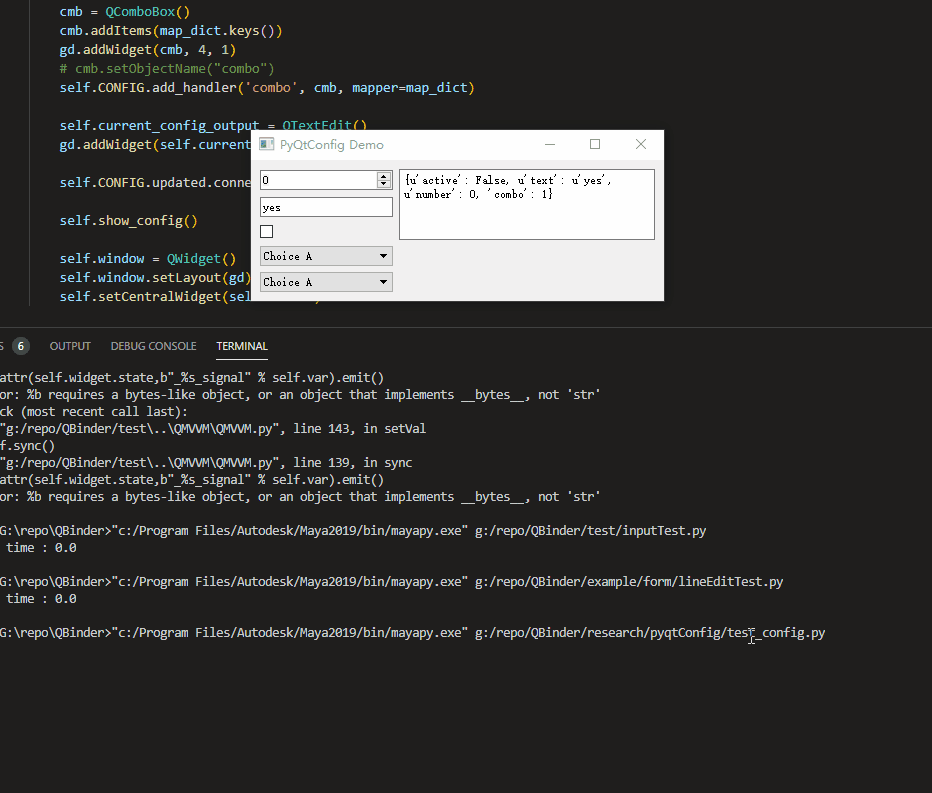 cmb = QComboBox()
cmb.addItems(map_dict.keys())
gd.addWidget(cmb, 4, 1)
# cmb.setObjectName("combo")
self.CONFIG.add_handler('combo', cmb, mapper=map_dict)
self.current_config_output = QTextEdit()
gd.addWidget(self.current
self.CONFIG.updated.conne
self.show_config()
self.window = QWidget()
self.window.setLayout(gd)
self.setCentralWidget(sel
PyQtConfig Demo
0
yes
Choice A
Choice A
{u'active': False, u'text': u'yes',
u'number': 0, 'combo': 1}
S 6 OUTPUT DEBUG CONSOLE TERMINAL
attr(self.widget.state,b"_%s_signal" % self.var).emit()
or: %b requires a bytes-like object, or an object that implements __bytes__, not 'str'
ck (most recent call last):
"g:/repo/QBinder/test\..\QMVVM\QMVVM.py", line 143, in setVal
f.sync()
"g:/repo/QBinder/test\..\QMVVM\QMVVM.py", line 139, in sync
attr(self.widget.state,b"_%s_signal" % self.var).emit()
or: %b requires a bytes-like object, or an object that implements __bytes__, not 'str'
G:\repo\QBinder>"c:/Program Files/Autodesk/Maya2019/bin/mayapy.exe" g:/repo/QBinder/test/inputTest.py
time : 0.0
G:\repo\QBinder>"c:/Program Files/Autodesk/Maya2019/bin/mayapy.exe" g:/repo/QBinder/example/form/lineEditTest.py
time : 0.0
G:\repo\QBinder>"c:/Program Files/Autodesk/Maya2019/bin/mayapy.exe" g:/repo/QBinder/research/pyqtConfig/test_config.py